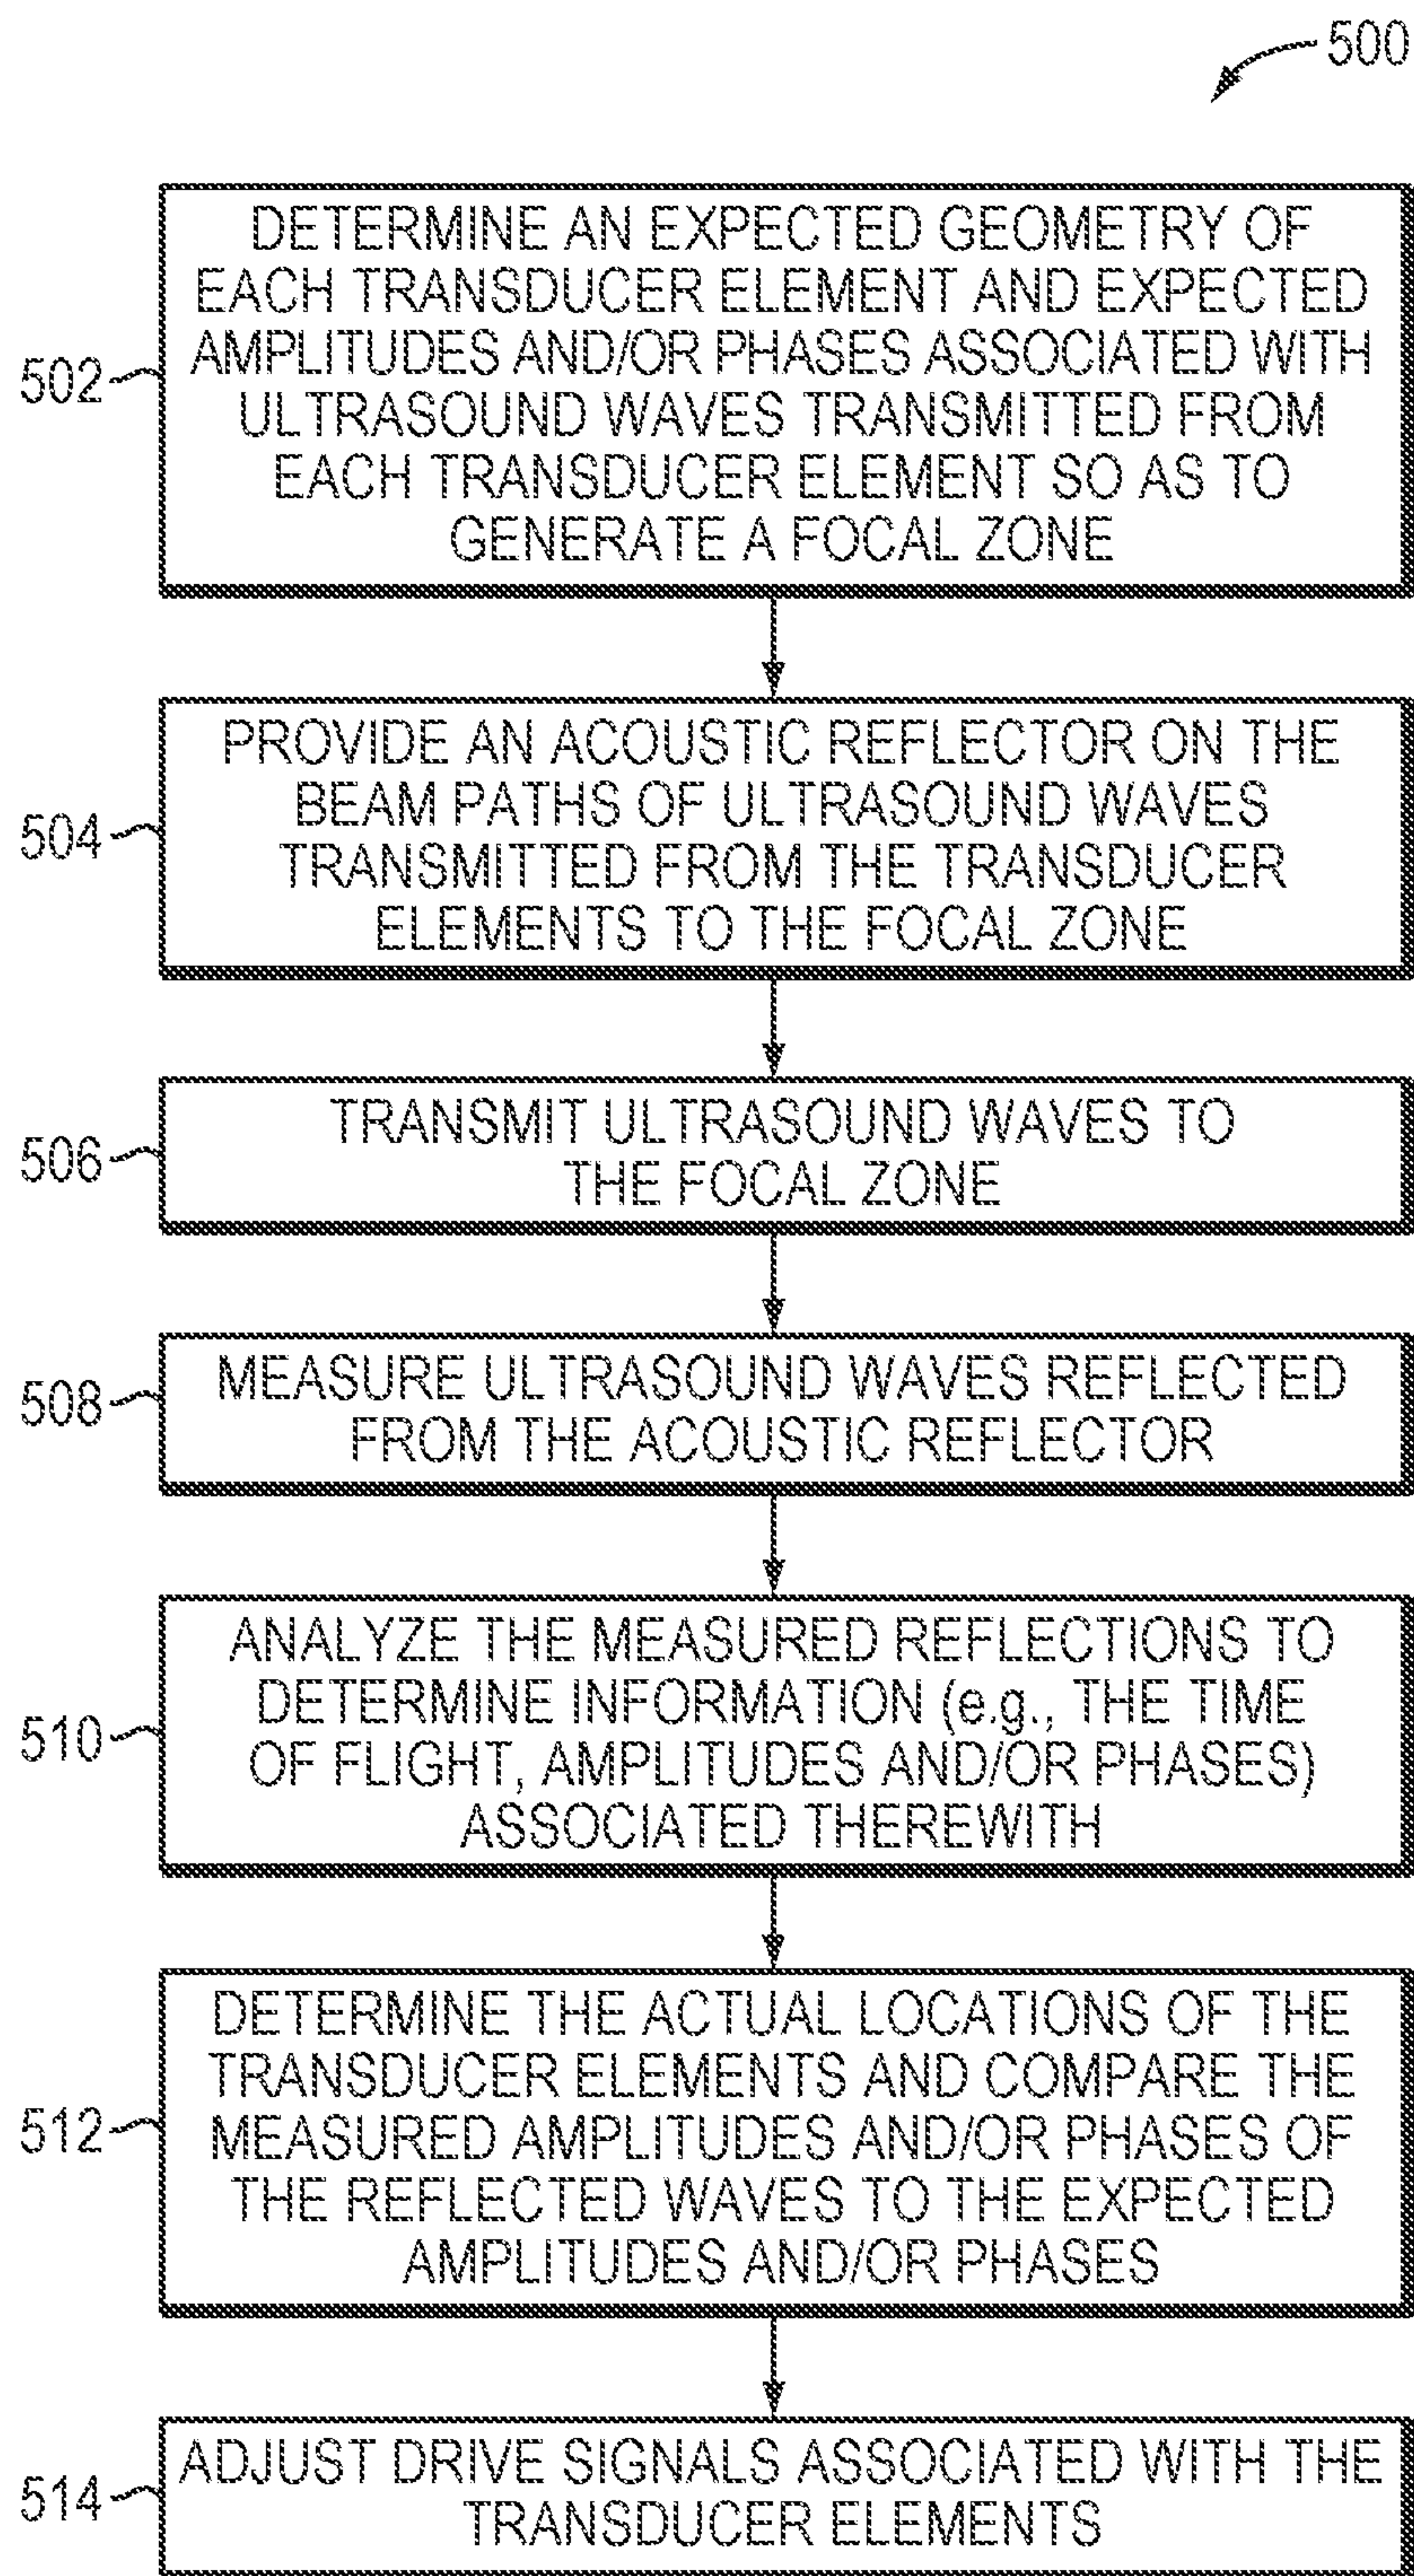 500
DETERMINE AN EXPECTED GEOMETRY OF
EACH TRANSDUCER ELEMENT AND EXPECTED
AMPLITUDES AND/OR PHASES ASSOCIATED WITH
ULTRASOUND WAVES TRANSMITTED FROM
EACH TRANSDUCER ELEMENT SO AS TO
GENERATE A FOCAL ZONE
502
PROVIDE AN ACOUSTIC REFLECTOR ON THE
BEAM PATHS OF ULTRASOUND WAVES
TRANSMITTED FROM THE TRANSDUCER
ELEMENTS TO THE FOCAL ZONE
504
TRANSMIT ULTRASOUND WAVES TO
THE FOCAL ZONE
506
MEASURE ULTRASOUND WAVES REFLECTED
FROM THE ACOUSTIC REFLECTOR
508
ANALYZE THE MEASURED REFLECTIONS TO
DETERMINE INFORMATION (e.g., THE TIME
OF FLIGHT, AMPLITUDES AND/OR PHASES)
ASSOCIATED THEREWITH
510
DETERMINE THE ACTUAL LOCATIONS OF THE
TRANSDUCER ELEMENTS AND COMPARE THE
MEASURED AMPLITUDES AND/OR PHASES OF
THE REFLECTED WAVES TO THE EXPECTED
AMPLITUDES AND/OR PHASES
512
ADJUST DRIVE SIGNALS ASSOCIATED WITH THE
TRANSDUCER ELEMENTS
514